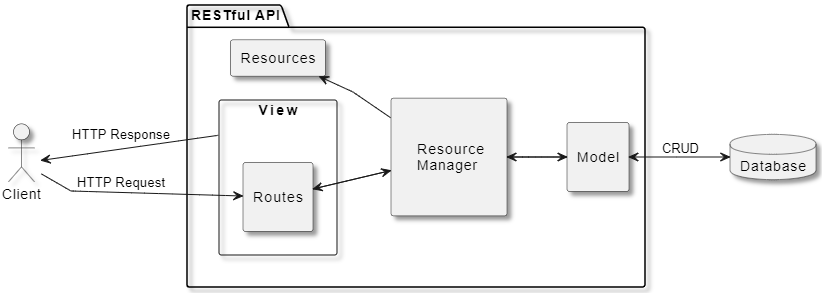 RESTful API
Resources
View
HTTP Response
Resource
Manager
Model
CRUD
Database
Client
HTTP Request
Routes